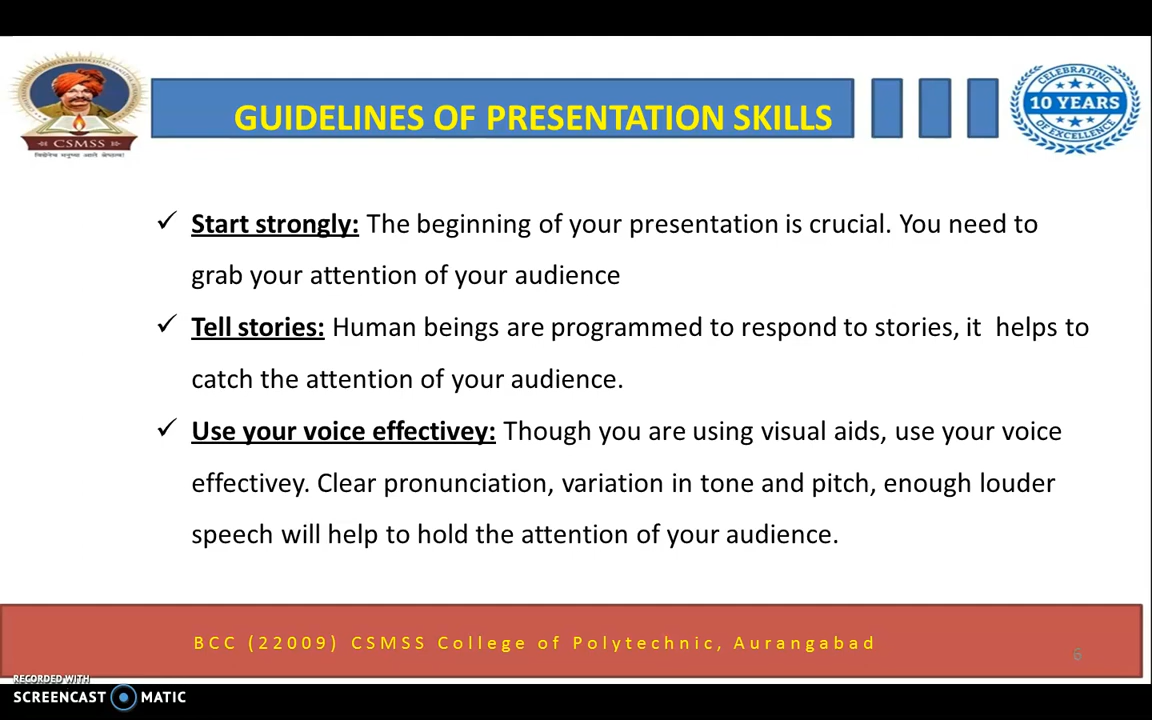 GUIDELINES OF PRESENTATION SKILLS
CSMSS
CELEBRATING
10 YEARS
OF EXCELLENCE
✓ Start strongly: The beginning of your presentation is crucial. You need to
grab your attention of your audience
✓ Tell stories: Human beings are programmed to respond to stories, it  helps to
catch the attention of your audience.
✓ Use your voice effectivey: Though you are using visual aids, use your voice
effectivey. Clear pronunciation, variation in tone and pitch, enough louder
speech will help to hold the attention of your audience.
BCC (22009) CSMSS College of Polytechnic, Aurangabad
6
RECORDED WITH
SCREENCAST MATIC